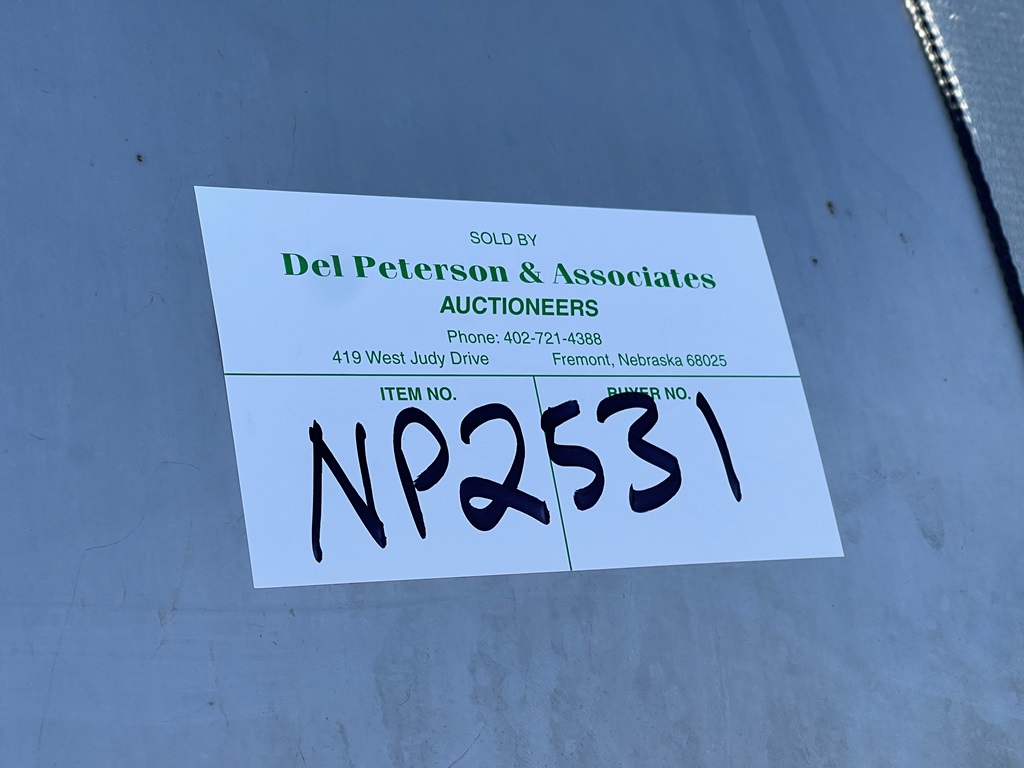 SOLD BY
Del Peterson & Associates
AUCTIONEERS
Phone: 402-721-4388
419 West Judy Drive Fremont, Nebraska 68025
ITEM NO. BUYER NO.
NP2531